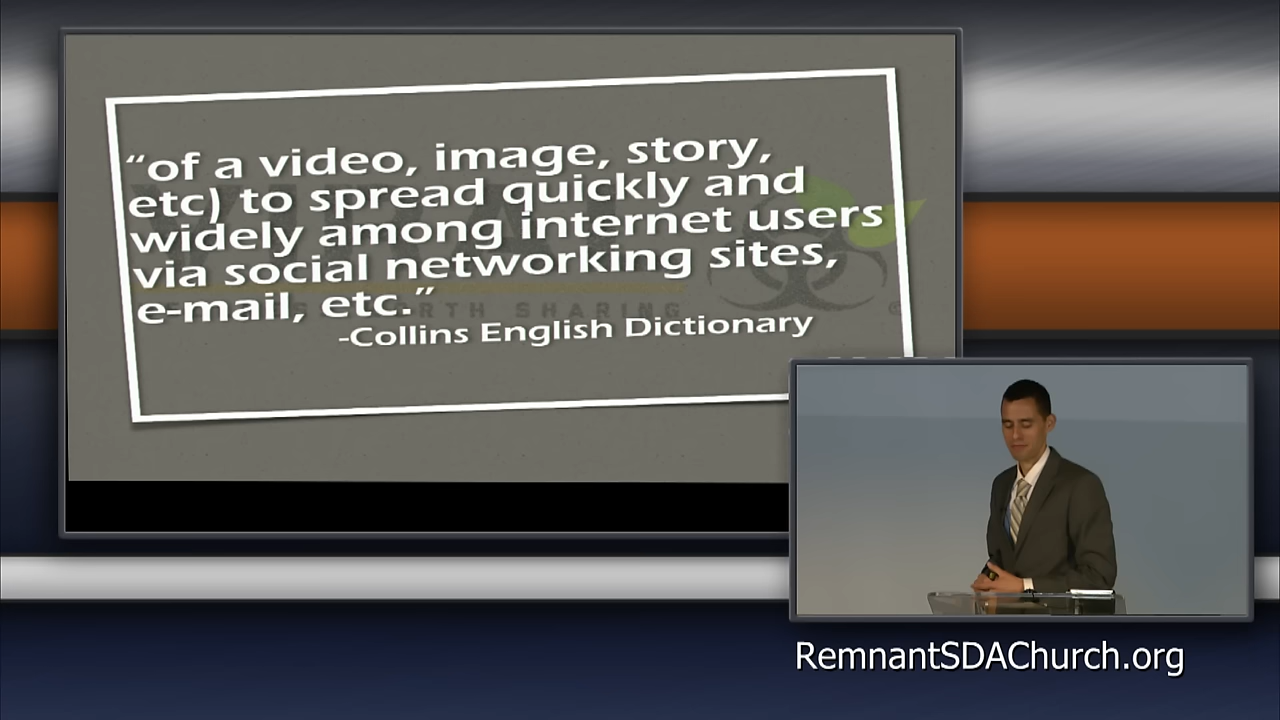 “of a video, image, story,
etc) to spread quickly and
widely among internet users
via social networking sites,
e-mail, etc.”
-Collins English Dictionary
RemnantSDAChurch.org